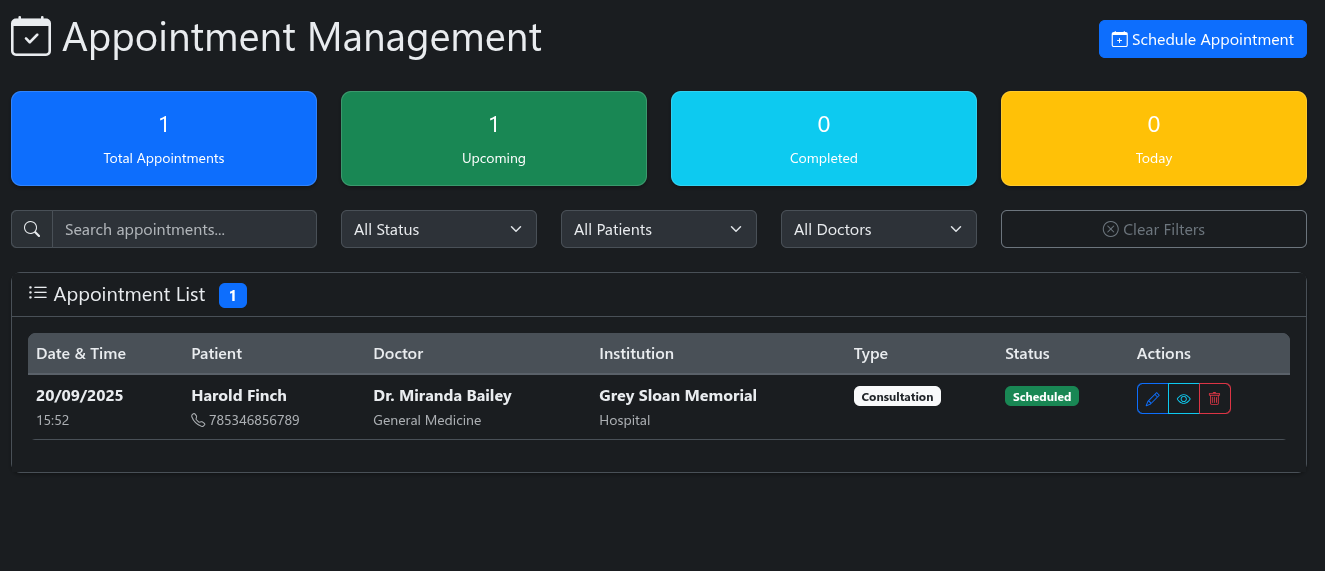 Appointment Management
Schedule Appointment
1
Total Appointments
1
Upcoming
0
Completed
0
Today
Search appointments...
All Status
All Patients
All Doctors
Clear Filters
Appointment List 1
Date & Time Patient Doctor Institution Type Status Actions
20/09/2025 Harold Finch Dr. Miranda Bailey Grey Sloan Memorial Consultation Scheduled
15:52 785346856789 General Medicine Hospital